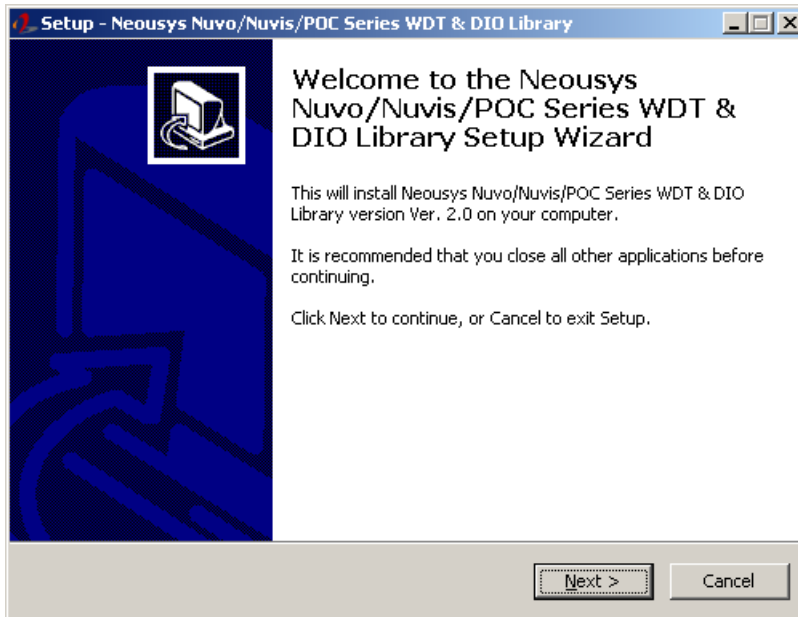 Setup - Neousys Nuvo/Nuvis/POC Series WDT & DIO Library
Welcome to the Neousys
Nuvo/Nuvis/POC Series WDT &
DIO Library Setup Wizard
This will install Neousys Nuvo/Nuvis/POC Series WDT & DIO
Library version Ver. 2.0 on your computer.
It is recommended that you close all other applications before
continuing.
Click Next to continue, or Cancel to exit Setup.
Next >
Cancel